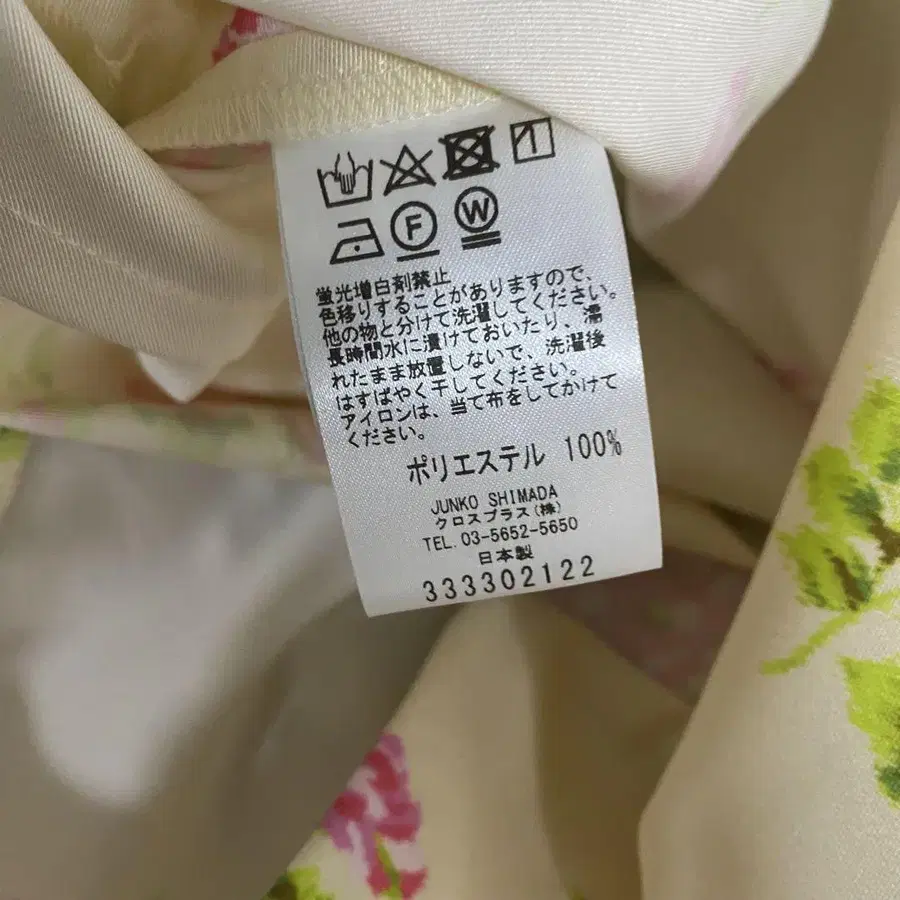 F W
蛍光増白剤禁止
色移りすることがありますので、
他の物と分けて洗濯してください。
長時間水に漬けておいたり、濡
れたまま放置しないで、洗濯後
はすばやく干してください。
アイロンは、当て布をしてかけて
ください。
ポリエステル 100%
JUNKO SHIMADA
クロスプラス(株)
TEL.03-5652-5650
日本製
333302122